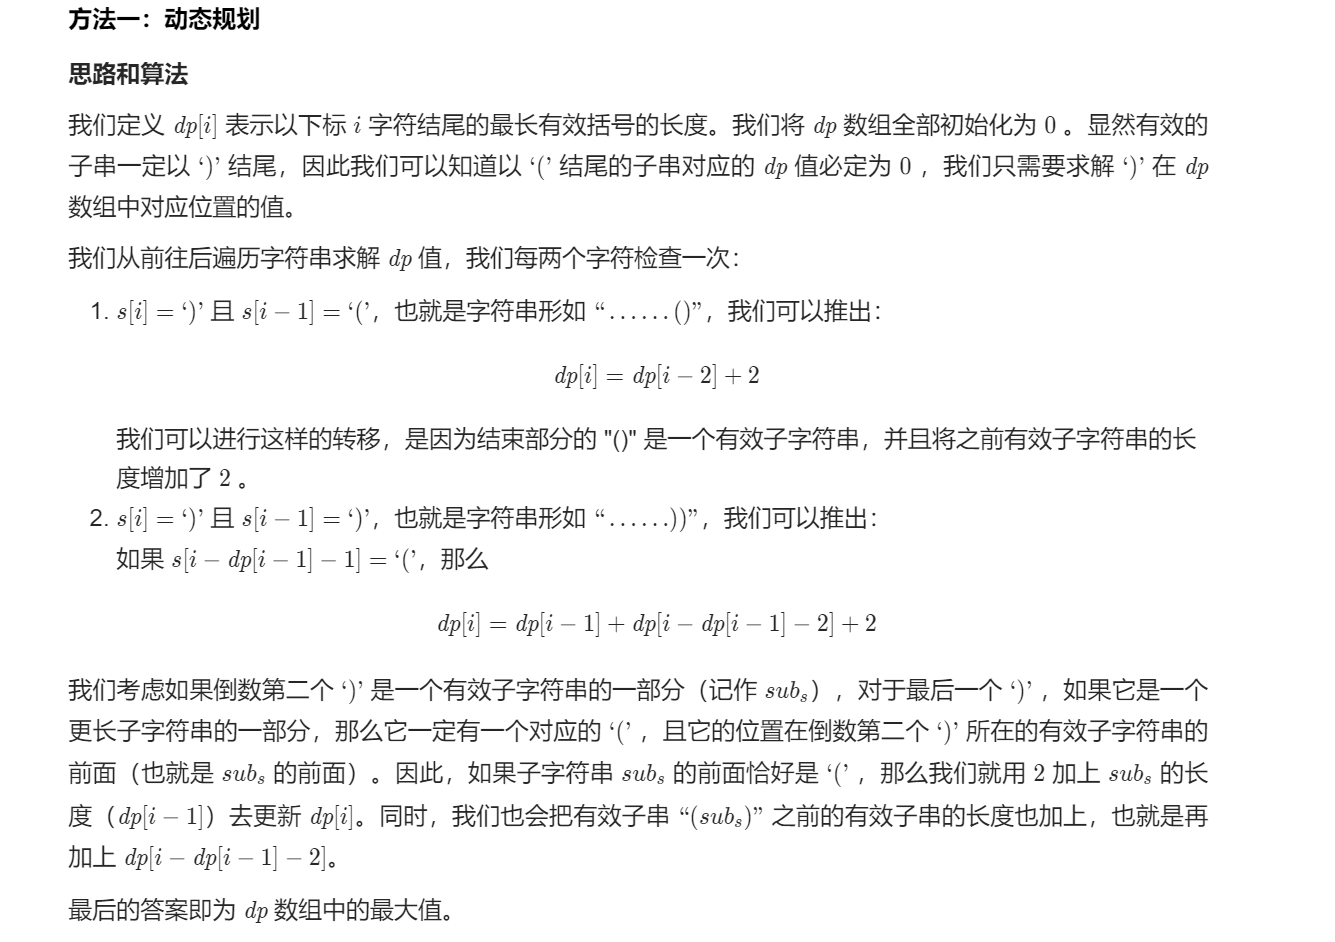 方法一：动态规划
思路和算法
我们定义 dp[i] 表示以下标 i 字符结尾的最长有效括号的长度。我们将 dp 数组全部初始化为 0 。显然有效的
子串一定以 ‘)’ 结尾，因此我们可以知道以 ‘(’ 结尾的子串对应的 dp 值必定为 0 ，我们只需要求解 ‘)’ 在 dp
数组中对应位置的值。
我们从前往后遍历字符串求解 dp 值，我们每两个字符检查一次：
1. s[i] = ‘)’ 且 s[i − 1] = ‘(’，也就是字符串形如 “……()”，我们可以推出：
dp[i] = dp[i − 2] + 2
我们可以进行这样的转移，是因为结束部分的 "()" 是一个有效子字符串，并且将之前有效子字符串的长
度增加了 2 。
2. s[i] = ‘)’ 且 s[i − 1] = ‘)’，也就是字符串形如 “……))”，我们可以推出：
如果 s[i − dp[i − 1] − 1] = ‘(’，那么
dp[i] = dp[i − 1] + dp[i − dp[i − 1] − 2] + 2
我们考虑如果倒数第二个 ‘)’ 是一个有效子字符串的一部分（记作 subₛ），对于最后一个 ‘)’ ，如果它是一个
更长子字符串的一部分，那么它一定有一个对应的 ‘(’ ，且它的位置在倒数第二个 ‘)’ 所在的有效子字符串的
前面（也就是 subₛ 的前面）。因此，如果子字符串 subₛ 的前面恰好是 ‘(’ ，那么我们就用 2 加上 subₛ 的长
度（dp[i − 1]）去更新 dp[i]。同时，我们也会把有效子串 “(subₛ)” 之前的有效子串的长度也加上，也就是再
加上 dp[i − dp[i − 1] − 2]。
最后的答案即为 dp 数组中的最大值。